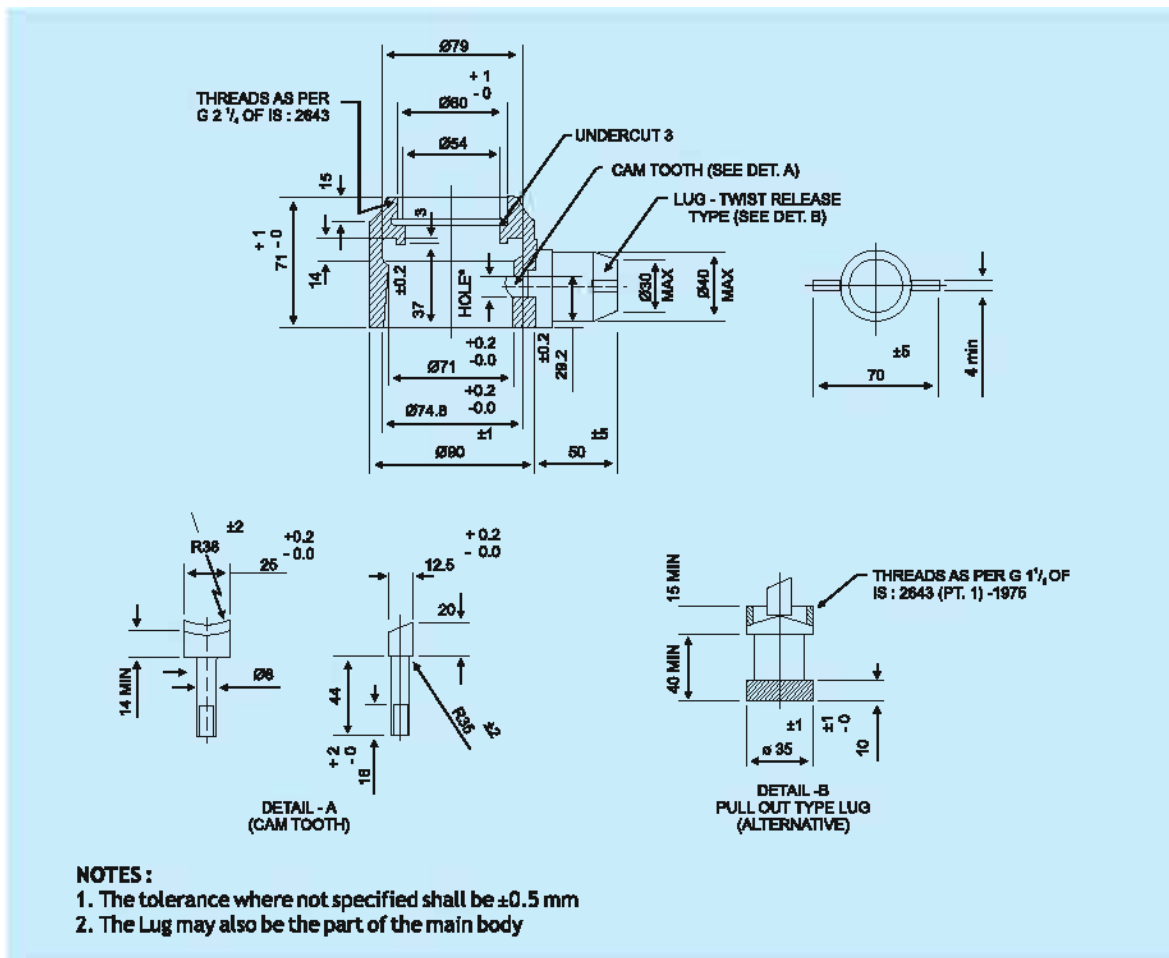 Ø79
+ 1
- 0
THREADS AS PER
G 2 1/4 OF IS : 2643
Ø60
UNDERCUT 3
Ø54
CAM TOOTH (SEE DET. A)
15
3
LUG - TWIST RELEASE
TYPE (SEE DET. B)
+ 1
- 0
71
14
±0.2
37
HOLE"
Ø30
MAX
Ø40
MAX
+0.2
-0.0
Ø71
±0.2
29.2
+0.2
-0.0
Ø74.8
±1
Ø90
±5
50
±5
70
4 min
±2
R36
+0.2
- 0.0
25
14 MIN
Ø8
DETAIL - A
(CAM TOOTH)
+ 0.2
- 0.0
12.5
20
44
+ 2
- 0
18
R35
±2
15 MIN
THREADS AS PER G 1 1/4 OF
IS : 2643 (PT. 1) -1975
40 MIN
±1
ø 35
±1
-0
10
DETAIL -B
PULL OUT TYPE LUG
(ALTERNATIVE)
NOTES :
1. The tolerance where not specified shall be ±0.5 mm
2. The Lug may also be the part of the main body